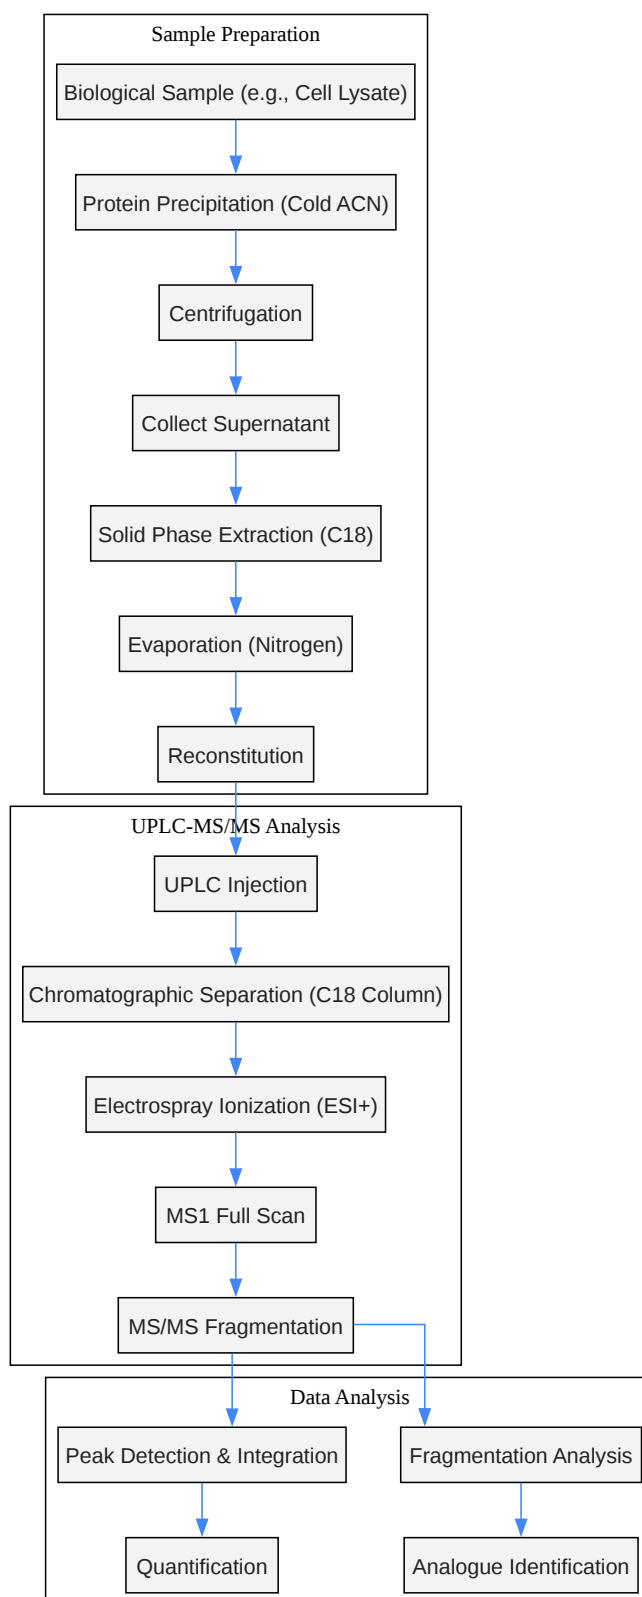 Sample Preparation
Biological Sample (e.g., Cell Lysate)
Protein Precipitation (Cold ACN)
Centrifugation
Collect Supernatant
Solid Phase Extraction (C18)
Evaporation (Nitrogen)
Reconstitution
UPLC-MS/MS Analysis
UPLC Injection
Chromatographic Separation (C18 Column)
Electrospray Ionization (ESI+)
MS1 Full Scan
MS/MS Fragmentation
Data Analysis
Peak Detection & Integration
Fragmentation Analysis
Quantification
Analogue Identification